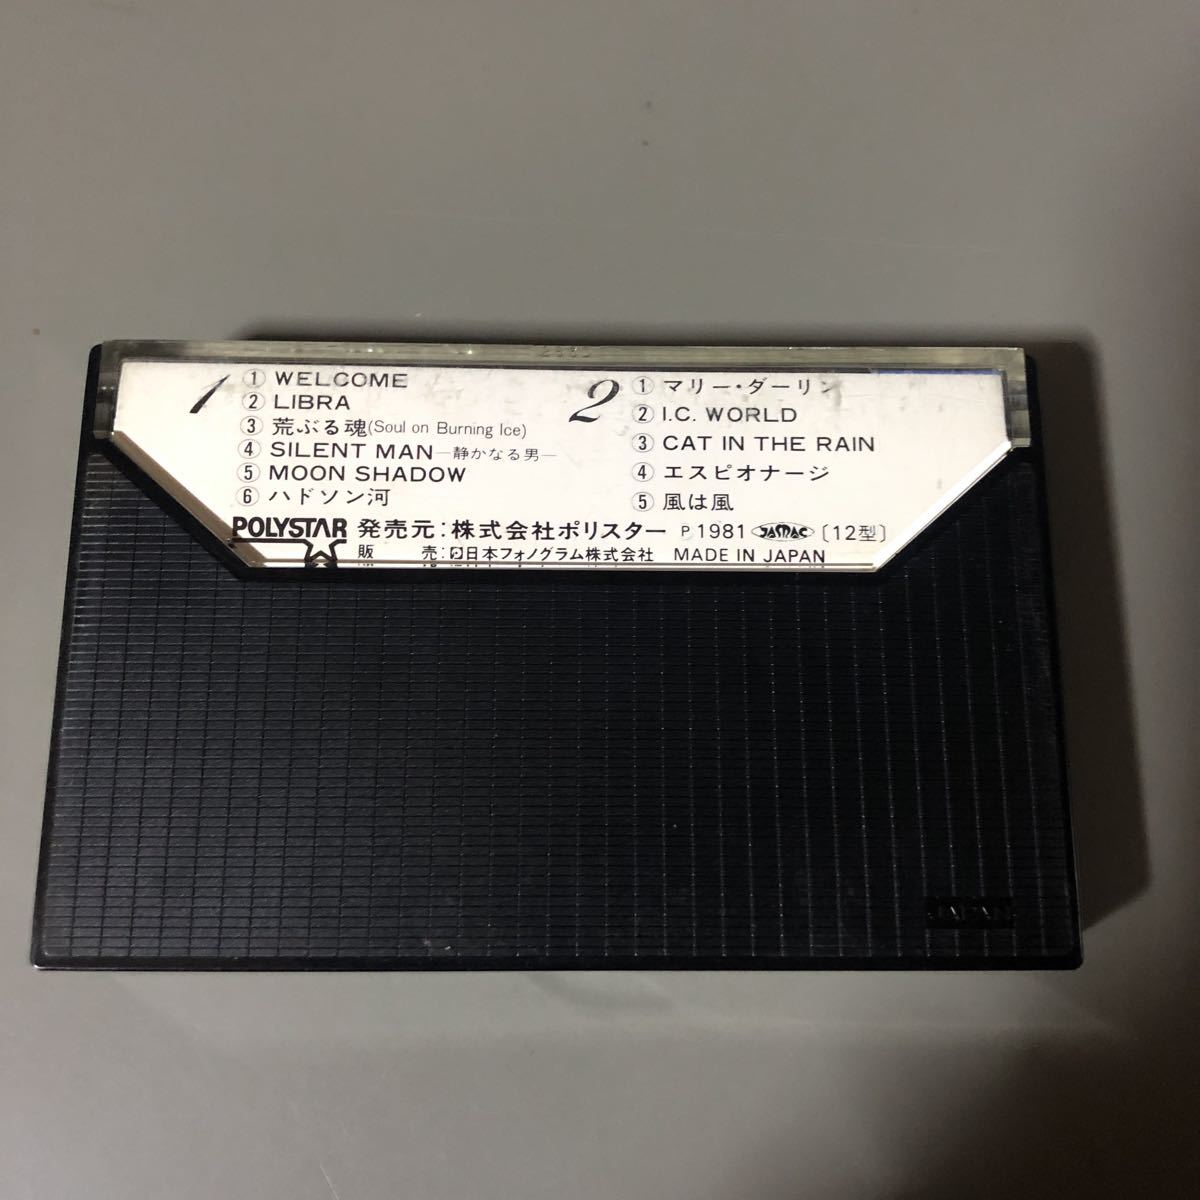 1
① WELCOME
② LIBRA
③ 荒ぶる魂(Soul on Burning Ice)
④ SILENT MAN—静かなる男—
⑤ MOON SHADOW
⑥ ハドソン河
2
① マリー・ダーリン
② I.C. WORLD
③ CAT IN THE RAIN
④ エスピオナージ
⑤ 風は風
POLYSTAR 発売元:株式会社ポリスター Ⓟ1981 JAMAC [12型]
販 売:日本フォノグラム株式会社 MADE IN JAPAN
JAPAN